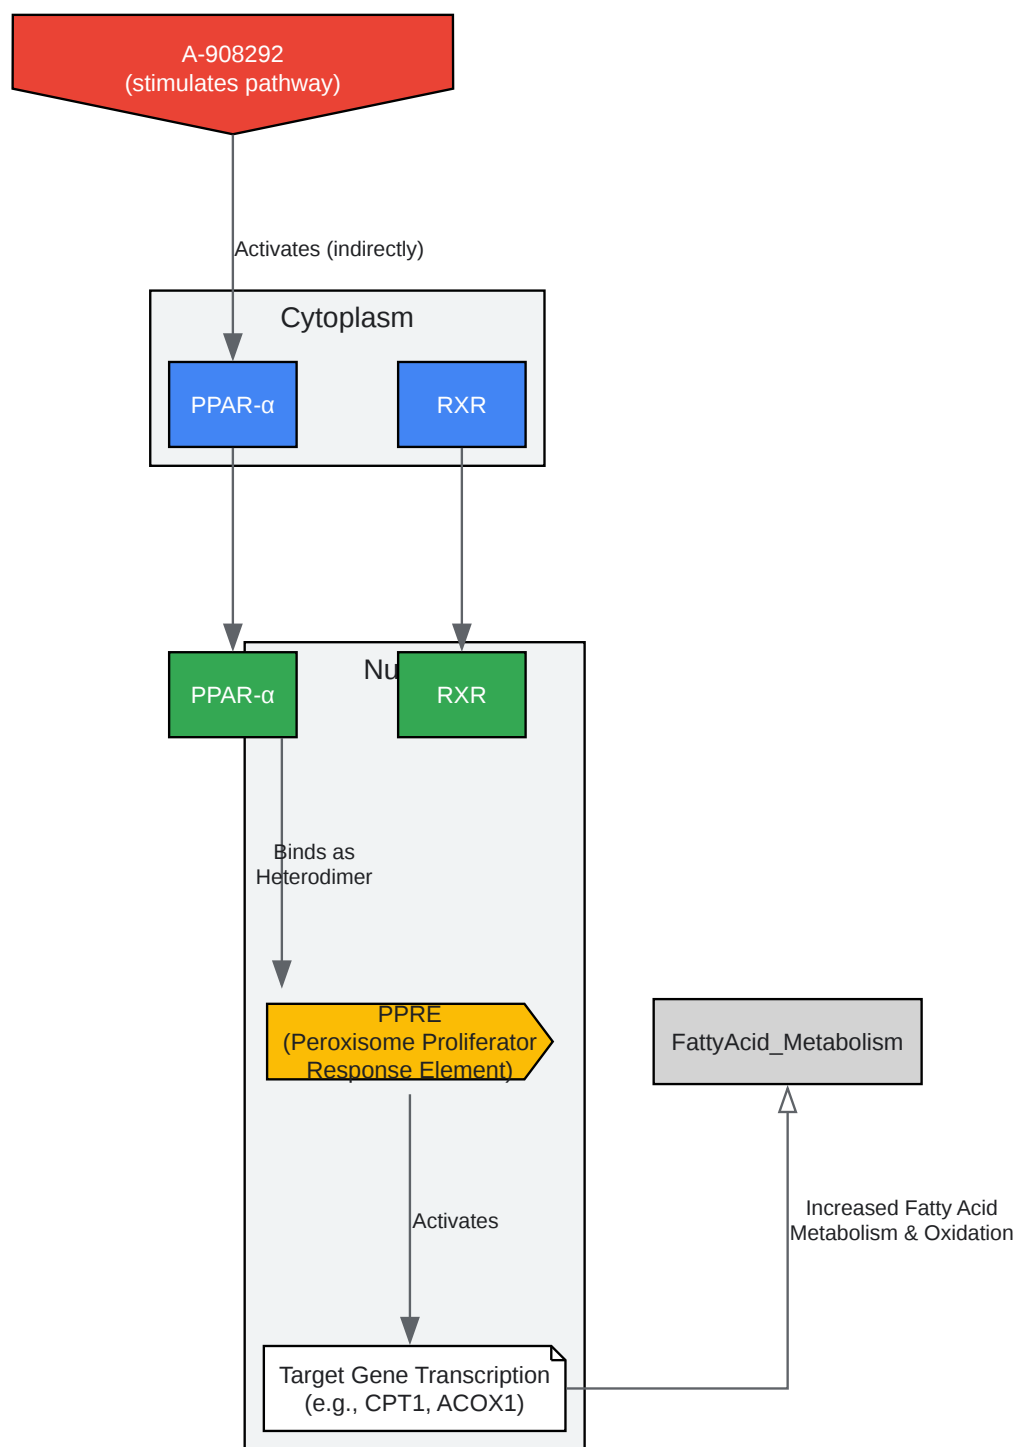 A-908292
(stimulates pathway)
Activates (indirectly)
Cytoplasm
PPAR-α
RXR
Nu
PPAR-α
RXR
Binds as
Heterodimer
PPRE
(Peroxisome Proliferator
Response Element)
FattyAcid_Metabolism
Activates
Increased Fatty Acid
Metabolism & Oxidation
Target Gene Transcription
(e.g., CPT1, ACOX1)